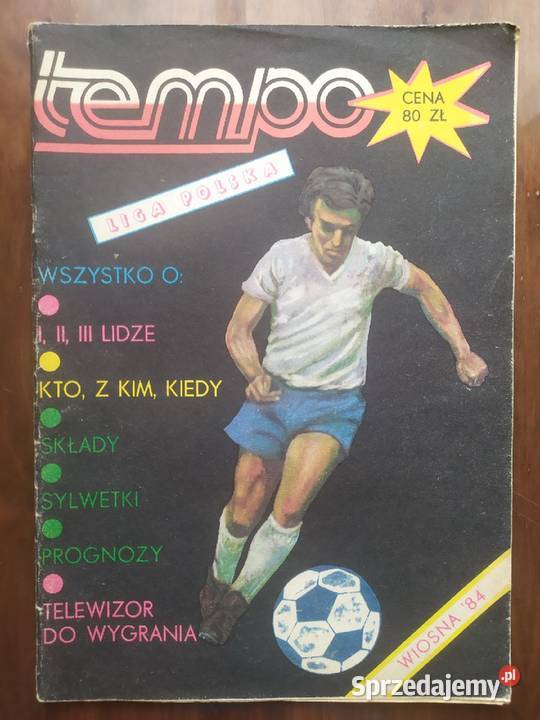 tempo
CENA
80 ZŁ
LIGA POLSKA
WSZYSTKO O:
I, II, III LIDZE
KTO, Z KIM, KIEDY
SKŁADY
SYLWETKI
PROGNOZY
TELEWIZOR
DO WYGRANIA
WIOSNA '84
Sprzedajemy.pl